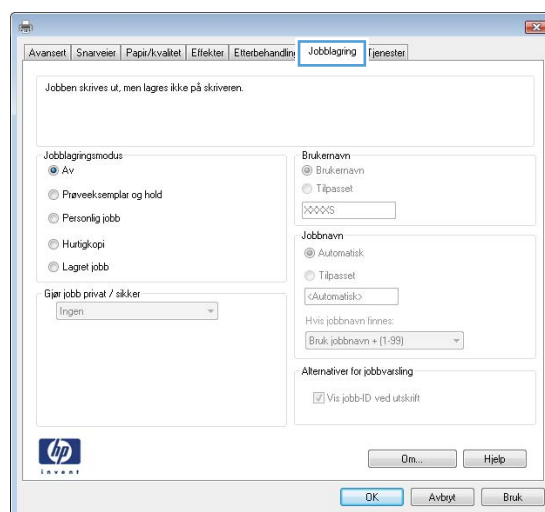 Avansert Snarveier Papir/kvalitet Effekter Etterbehandling Jobblagring Tjenester
Jobben skrives ut, men lagres ikke på skriveren.
Jobblagringsmodus
Av
Prøveeksemplar og hold
Personlig jobb
Hurtigkopi
Lagret jobb
Gjør jobb privat / sikker
Ingen
Brukernavn
Brukernavn
Tilpasset
XXXXS
Jobbnavn
Automatisk
Tilpasset
<Automatisk>
Hvis jobbnavn finnes:
Bruk jobbnavn + (1-99)
Alternativer for jobbvarsling
Vis jobb-ID ved utskrift
hp
invent
Om... Hjelp
OK Avbryt Bruk